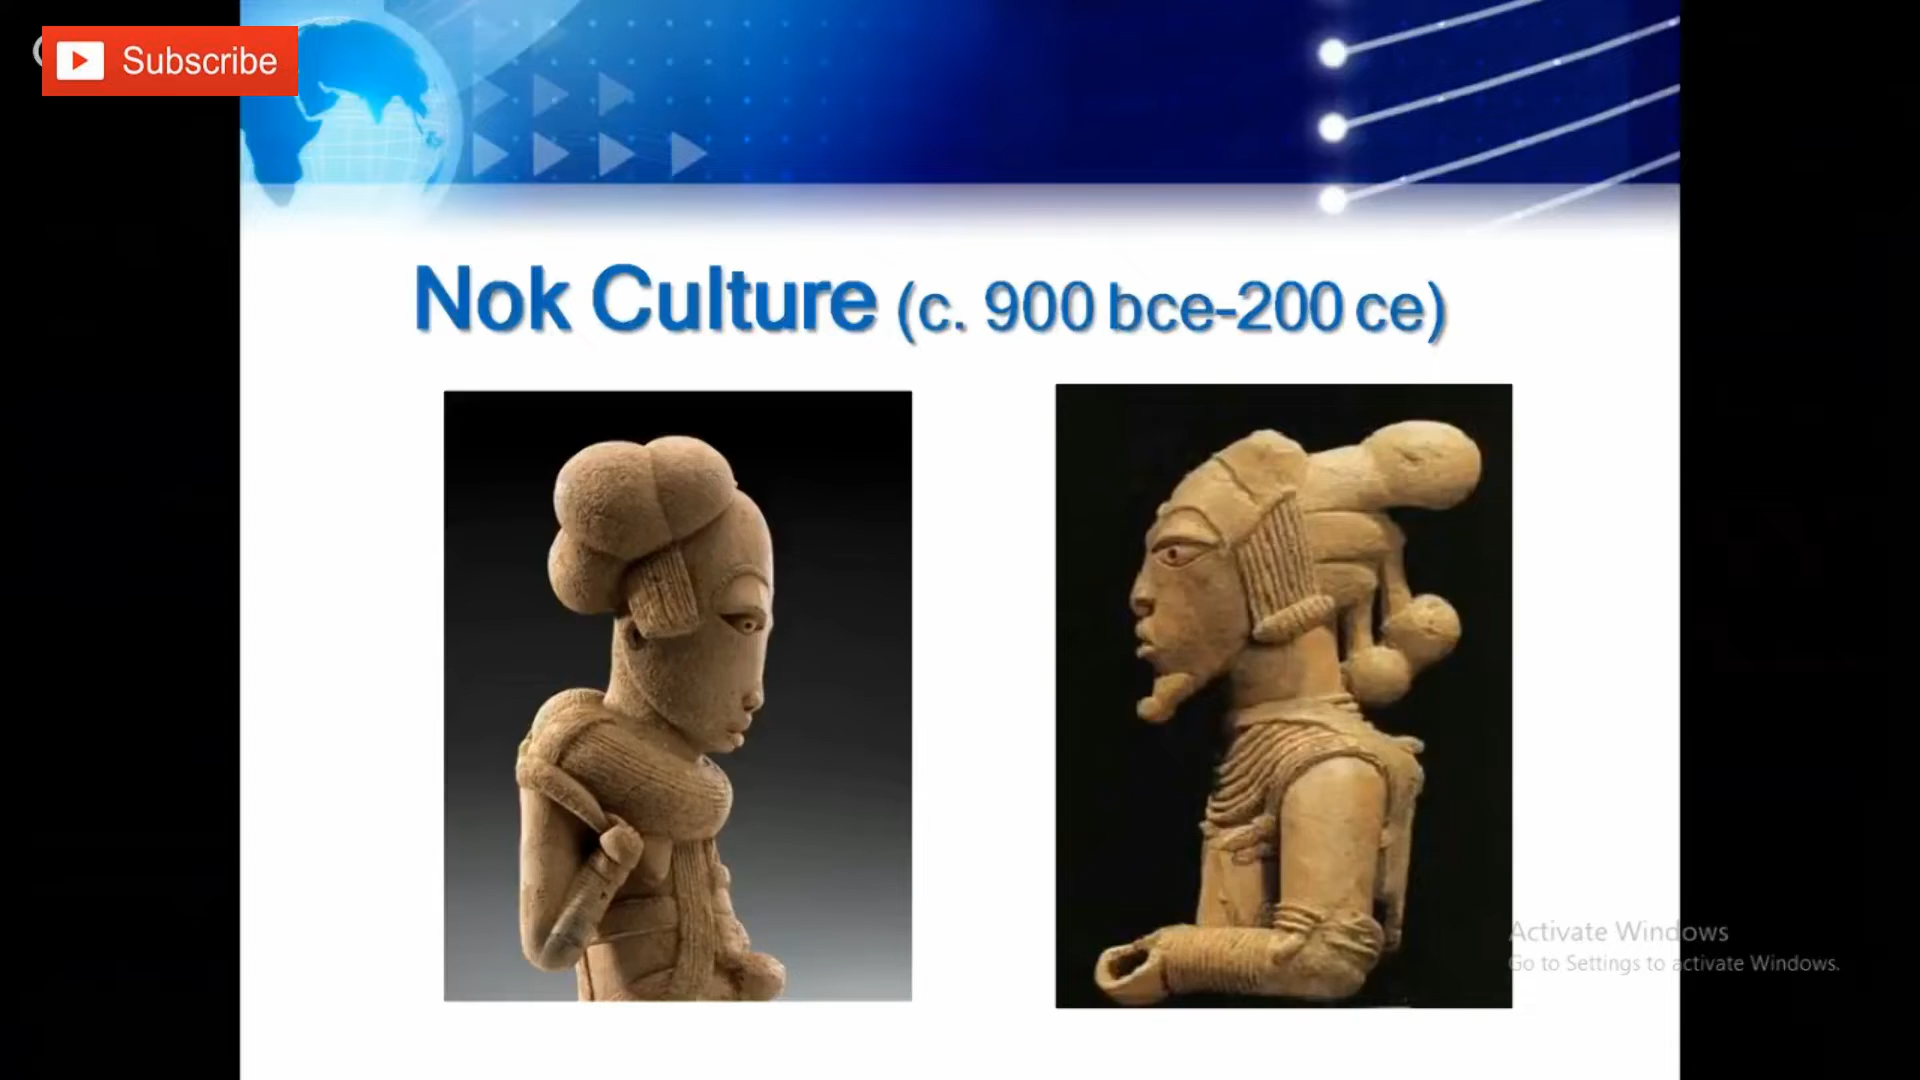 Subscribe
Nok Culture (c. 900 bce-200 ce)
Activate Windows
Go to Settings to activate Windows.